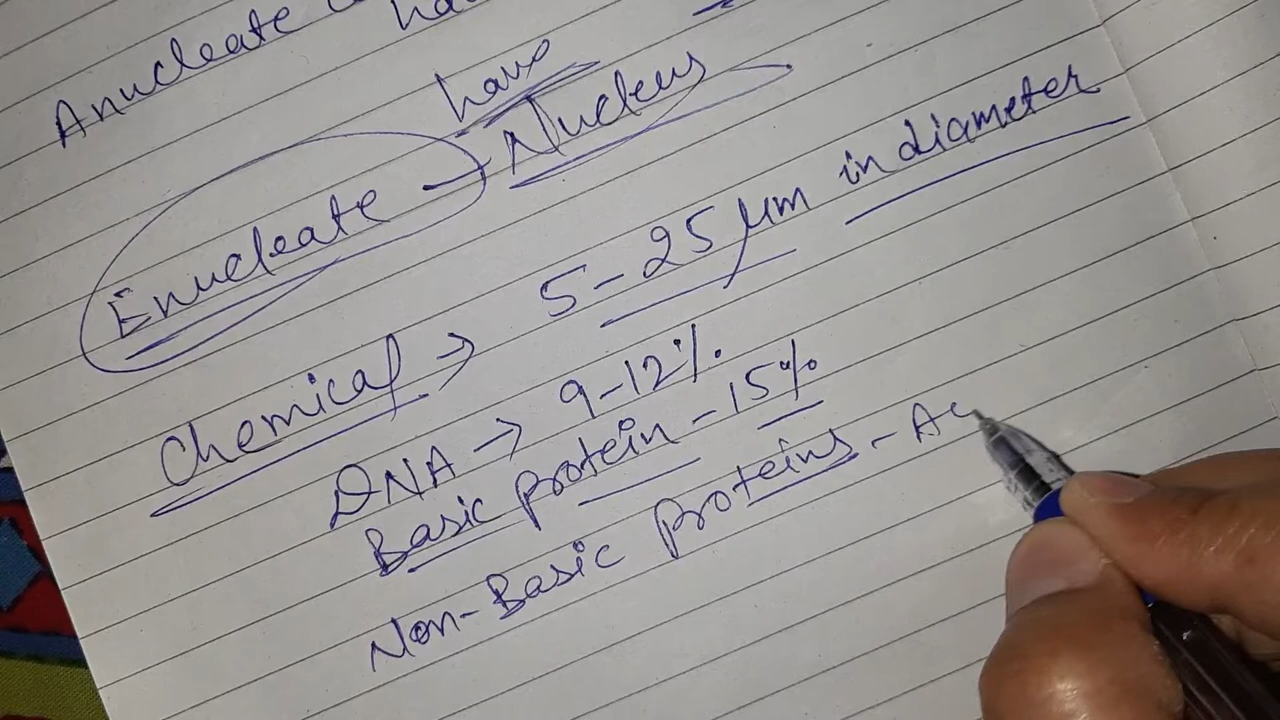 Anucleate
have
Enucleate → Nucleus
5-25 μm in diameter
Chemical →
DNA → 9-12%
Basic Protein - 15%
Non-Basic Proteins - Ac